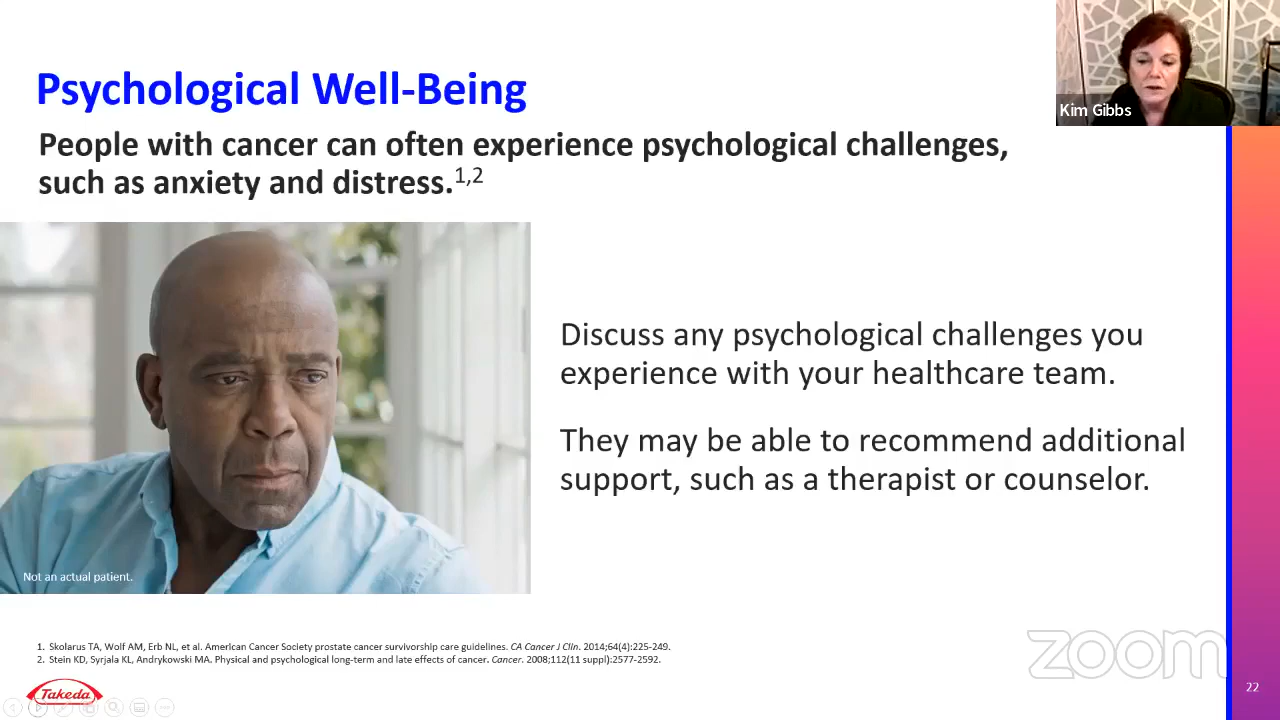 Psychological Well-Being
People with cancer can often experience psychological challenges,
such as anxiety and distress.1,2
Kim Gibbs
Discuss any psychological challenges you
experience with your healthcare team.
They may be able to recommend additional
support, such as a therapist or counselor.
Not an actual patient.
1. Skolarus TA, Wolf AM, Erb NL, et al. American Cancer Society prostate cancer survivorship care guidelines. CA Cancer J Clin. 2014;64(4):225-249.
2. Stein KD, Syrjala KL, Andrykowski MA. Physical and psychological long-term and late effects of cancer. Cancer. 2008;112(11 suppl):2577-2592.
Takeda
zoom
22